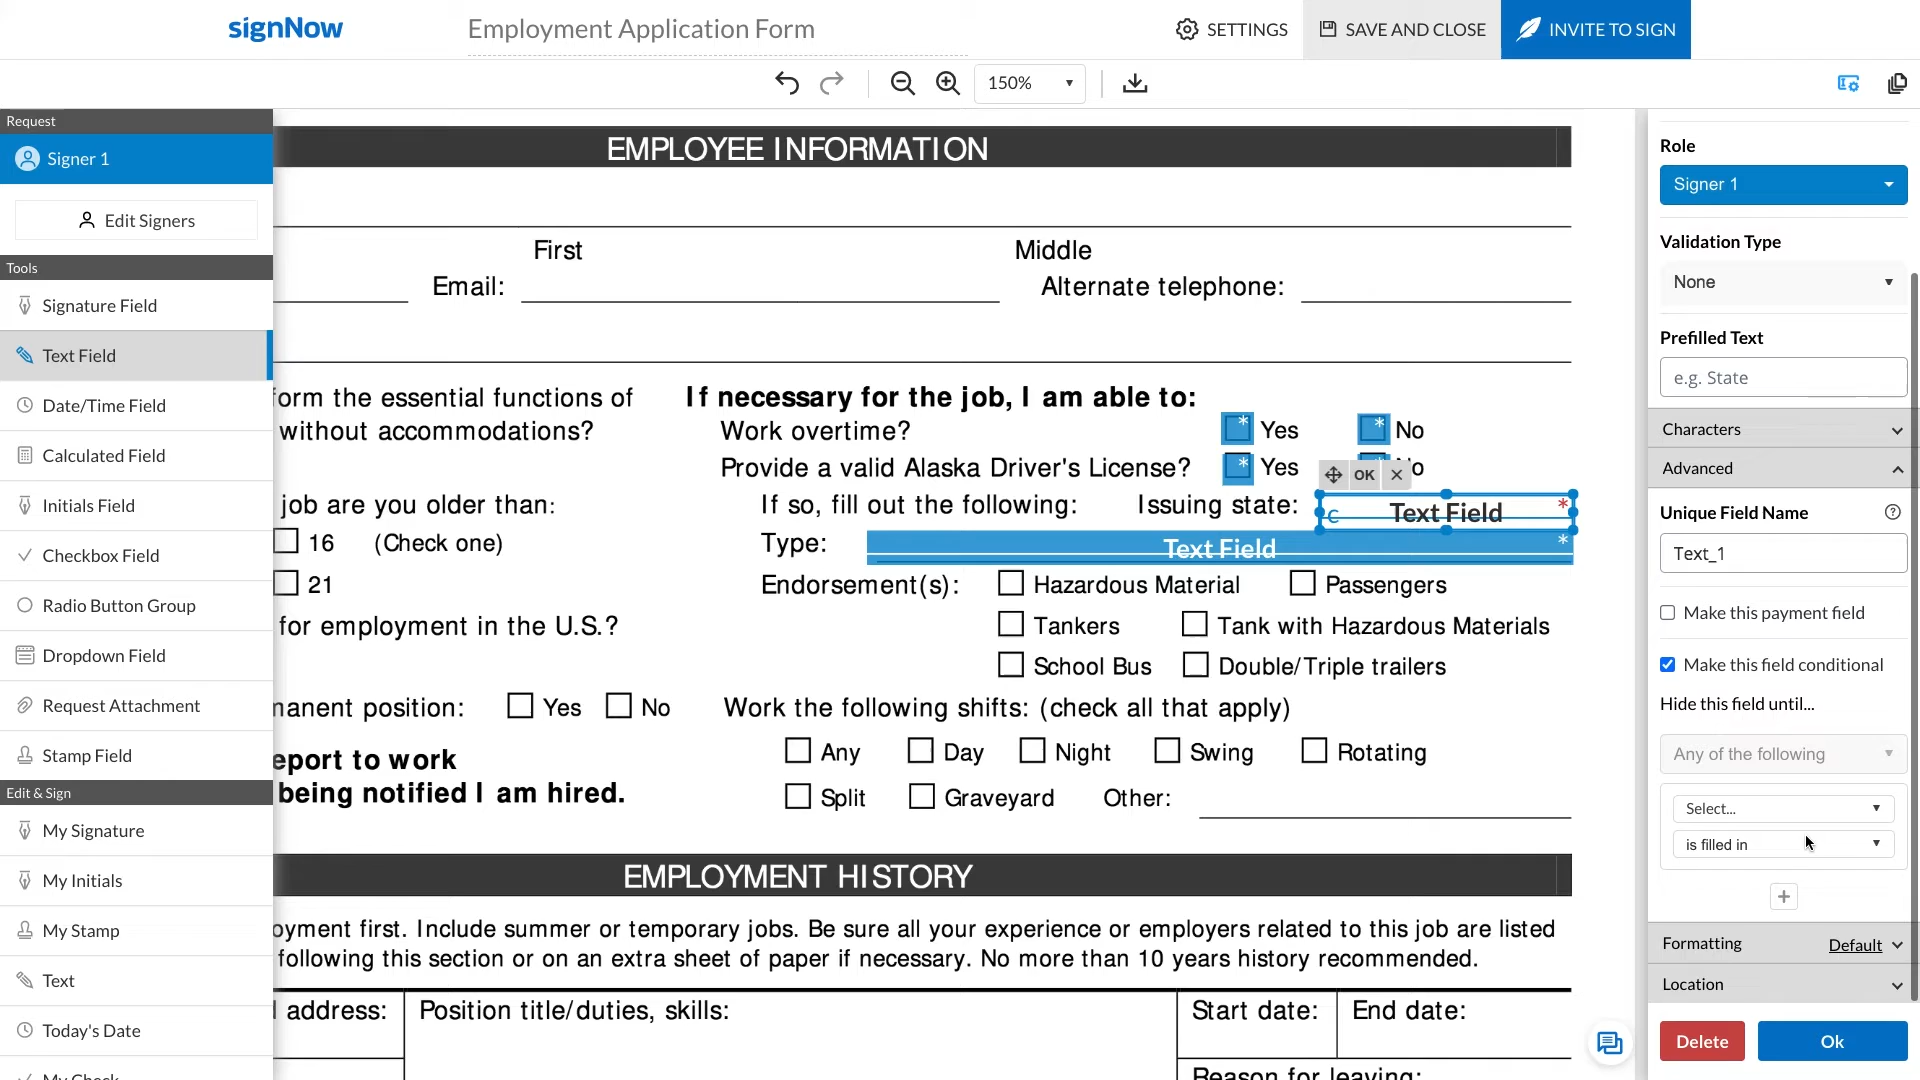 signNow
Employment Application Form
SETTINGS
SAVE AND CLOSE
INVITE TO SIGN
150%
Request
Signer 1
Edit Signers
Tools
Signature Field
Text Field
Date/Time Field
Calculated Field
Initials Field
Checkbox Field
Radio Button Group
Dropdown Field
Request Attachment
Stamp Field
Edit & Sign
My Signature
My Initials
My Stamp
Text
Today's Date
My Check
EMPLOYEE INFORMATION
First Middle
Email: Alternate telephone:
form the essential functions of
without accommodations?
If necessary for the job, I am able to:
Work overtime? * Yes * No
Provide a valid Alaska Driver's License? * Yes
OK
job are you older than:
If so, fill out the following: Issuing state: c Text Field *
16 (Check one)
Type: Text Field *
21
Endorsement(s): Hazardous Material Passengers
for employment in the U.S.?
Tankers Tank with Hazardous Materials
School Bus Double/Triple trailers
manent position: Yes No
Work the following shifts: (check all that apply)
eport to work
Any Day Night Swing Rotating
being notified I am hired.
Split Graveyard Other:
EMPLOYMENT HISTORY
oyment first. Include summer or temporary jobs. Be sure all your experience or employers related to this job are listed
following this section or on an extra sheet of paper if necessary. No more than 10 years history recommended.
address: Position title/duties, skills: Start date: End date:
Reason for leaving:
Role
Signer 1
Validation Type
None
Prefilled Text
e.g. State
Characters
Advanced
Unique Field Name
?
Text_1
Make this payment field
Make this field conditional
Hide this field until...
Any of the following
Select...
is filled in
+
Formatting Default
Location
Delete
Ok